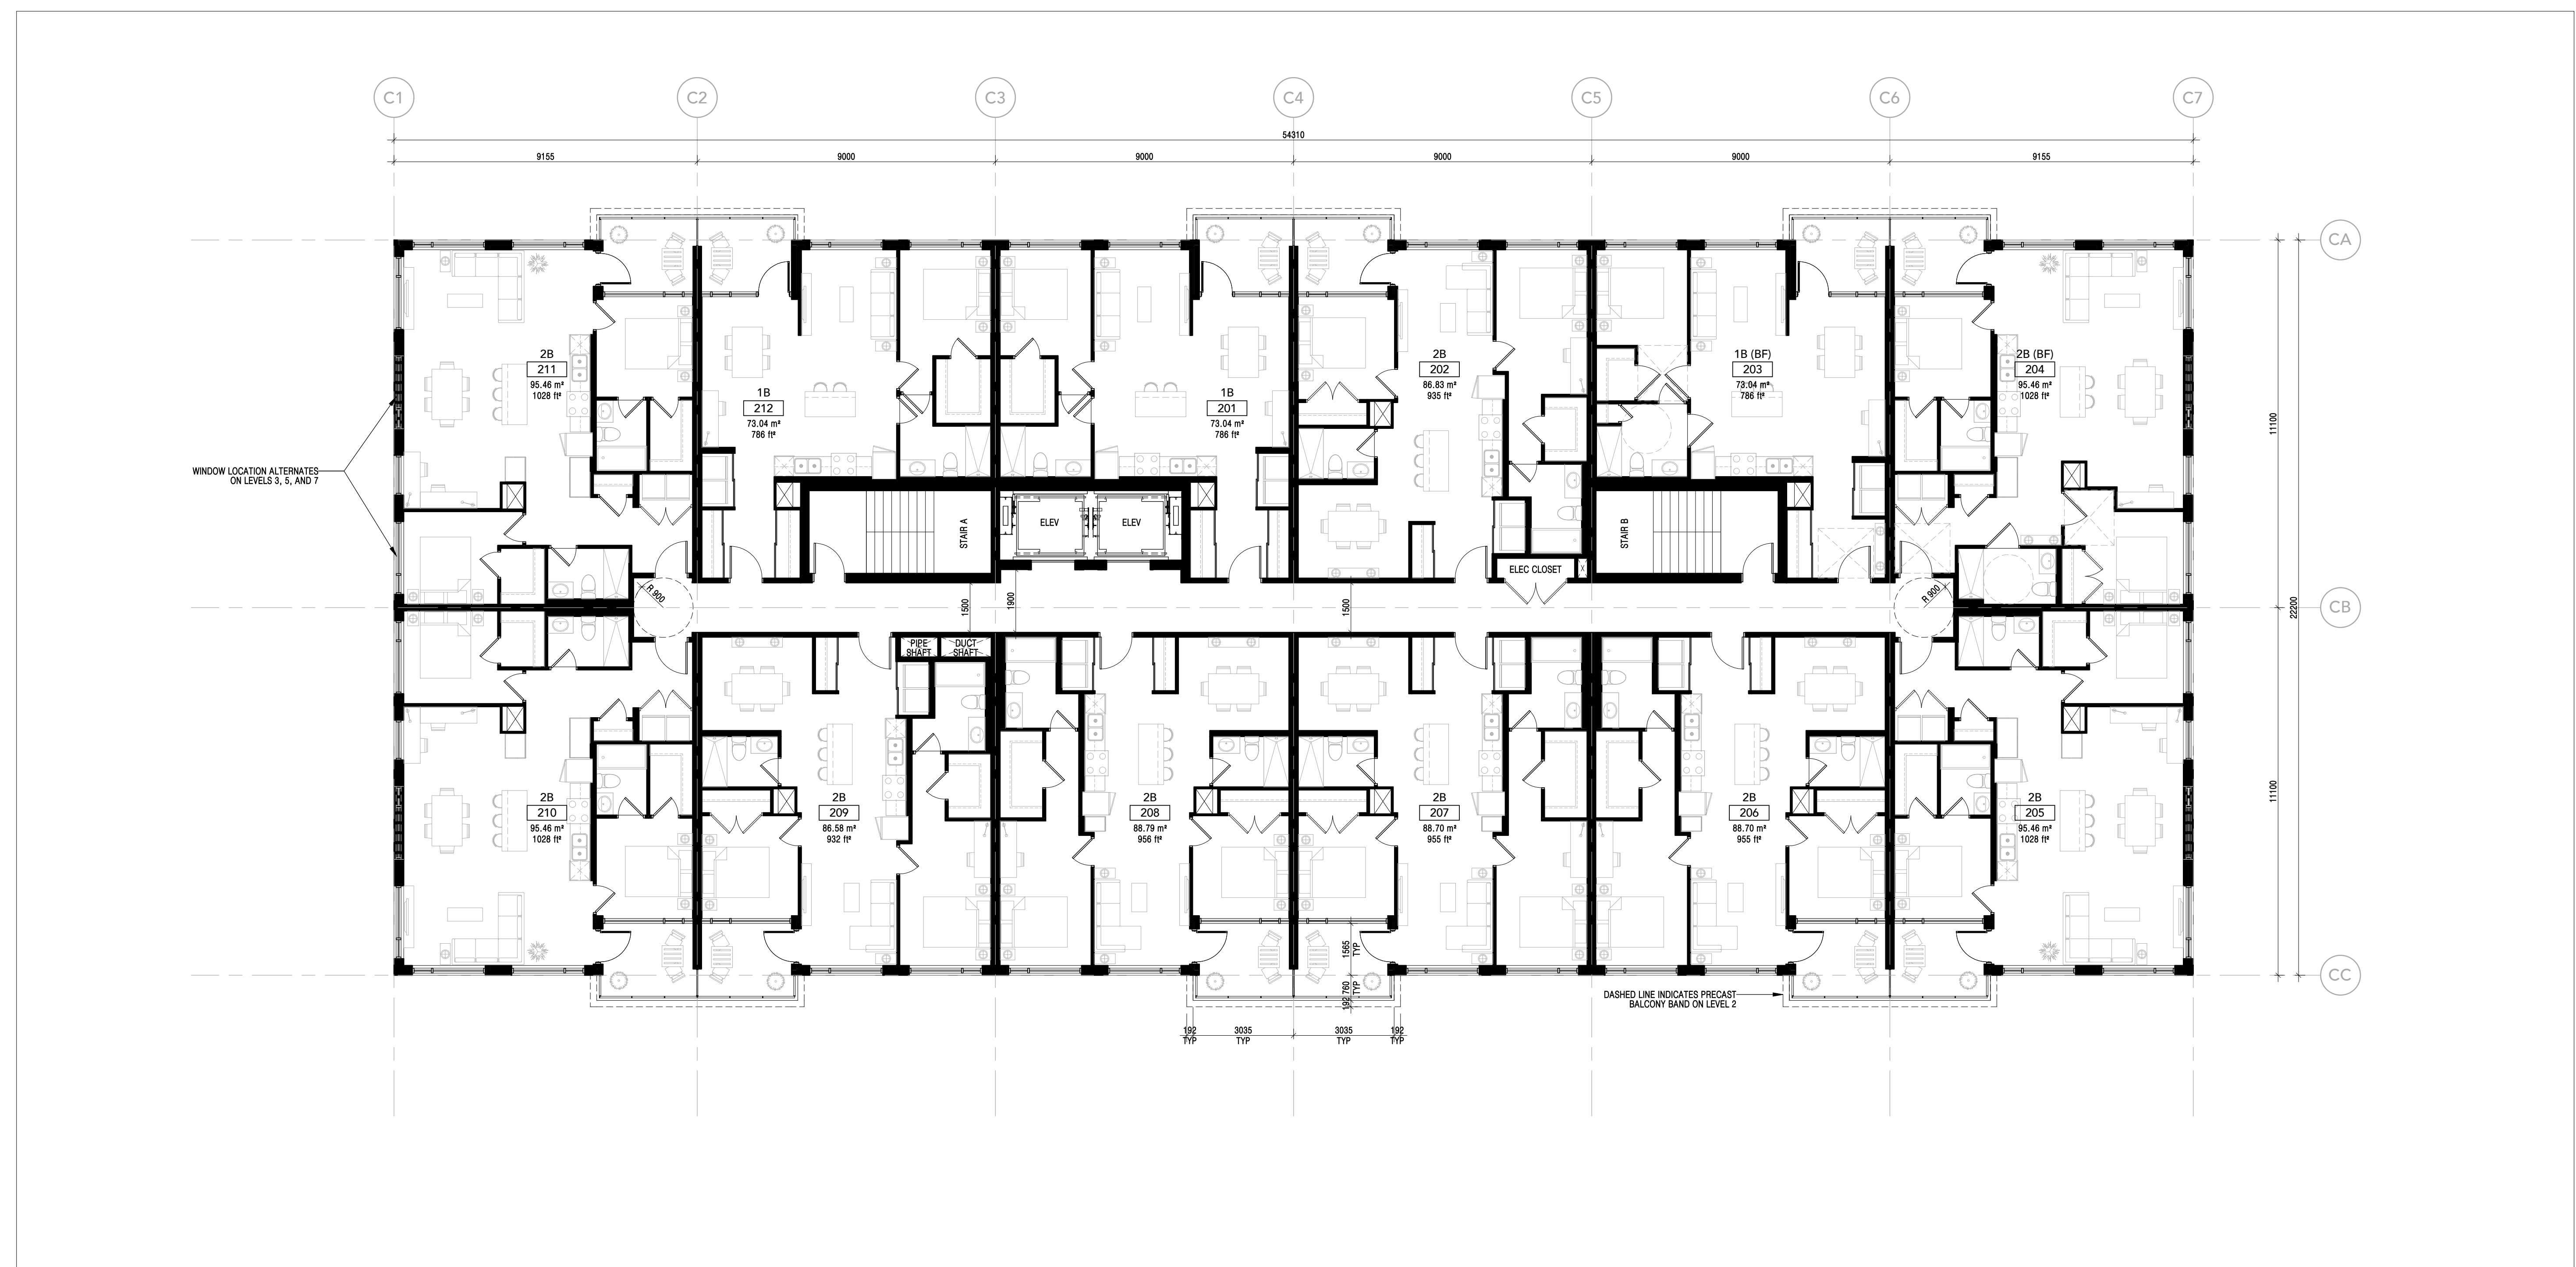 C1 C2 C3 C4 C5 C6 C7
54310
9155 9000 9000 9000 9000 9155
CA
CB
CC
11100
11100
22200
WINDOW LOCATION ALTERNATES
ON LEVELS 3, 5, AND 7
2B
211
95.46 m²
1028 ft²
1B
212
73.04 m²
786 ft²
1B
201
73.04 m²
786 ft²
2B
202
86.83 m²
935 ft²
1B (BF)
203
73.04 m²
786 ft²
2B (BF)
204
95.46 m²
1028 ft²
STAIR A
ELEV
ELEV
ELEC CLOSET
X
STAIR B
R 900
1500
1900
1500
R 900
PIPE
SHAFT
DUCT
SHAFT
2B
210
95.46 m²
1028 ft²
2B
209
86.58 m²
932 ft²
2B
208
88.79 m²
956 ft²
2B
207
88.70 m²
955 ft²
2B
206
88.70 m²
955 ft²
2B
205
95.46 m²
1028 ft²
1565
TYP
760
TYP
192
192
TYP
3035
TYP
3035
TYP
192
TYP
DASHED LINE INDICATES PRECAST
BALCONY BAND ON LEVEL 2